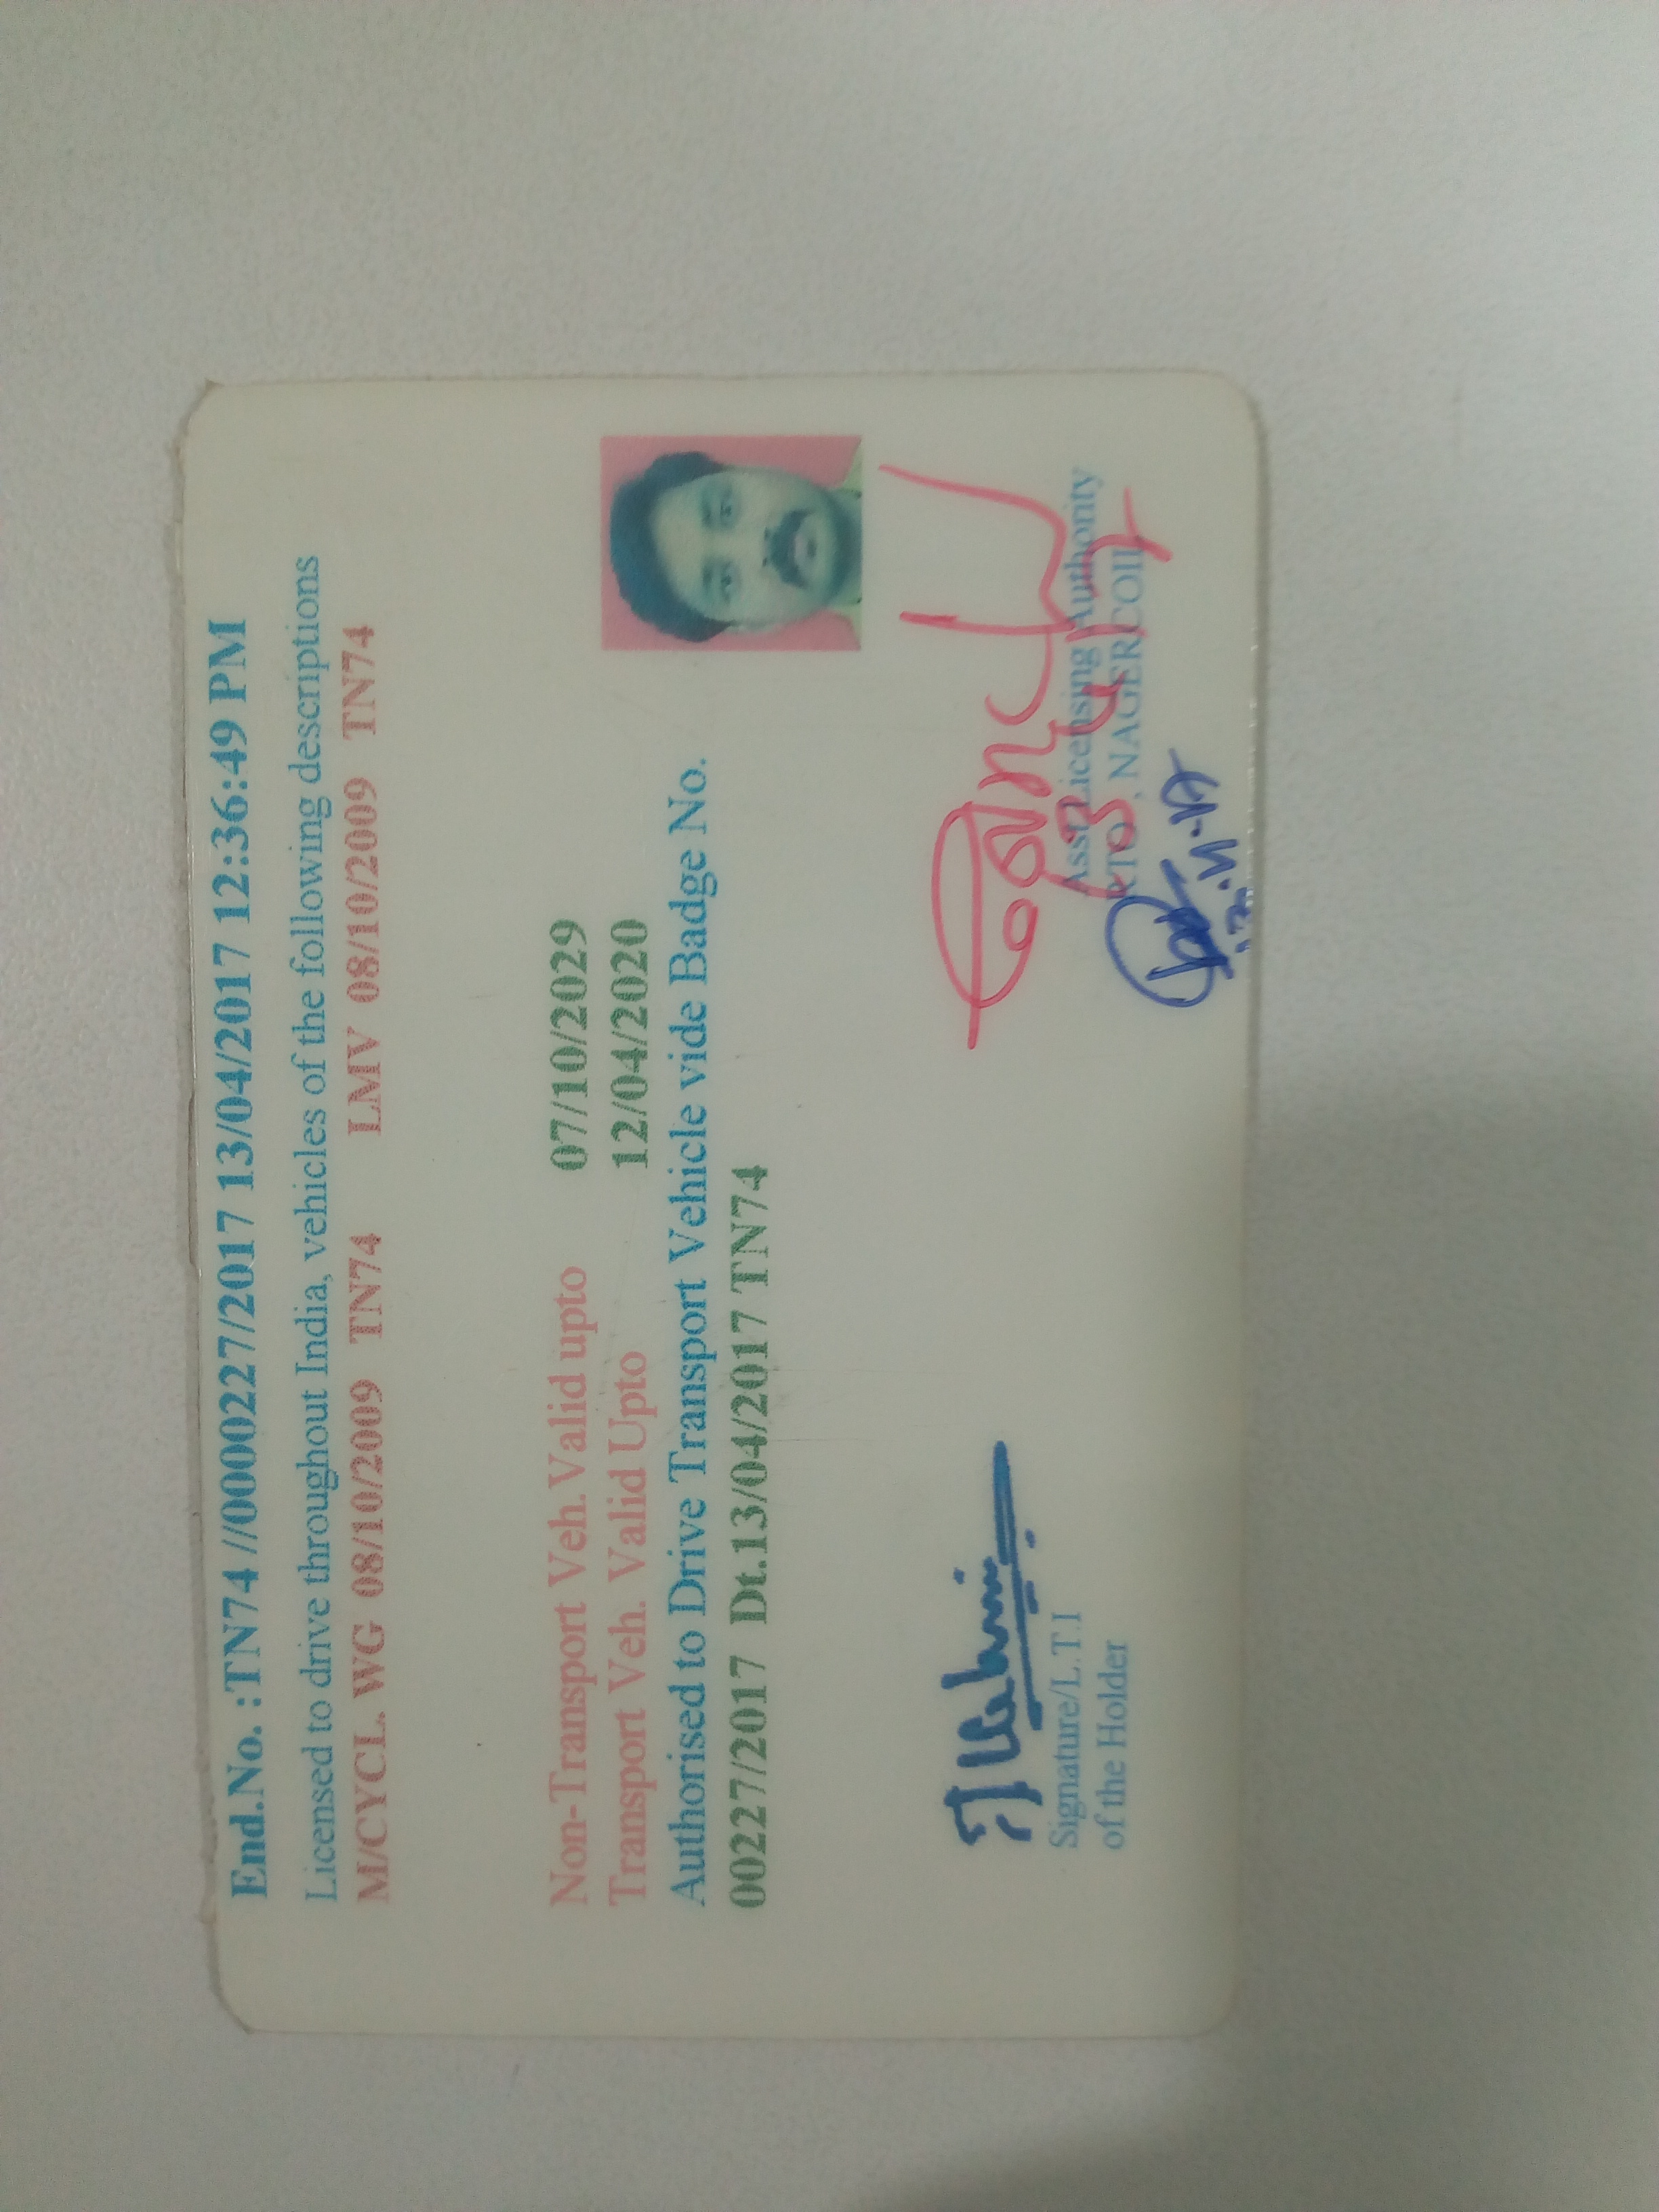 End.No. :TN74 //000227/2017 13/04/2017 12:36:49 PM
Licensed to drive throughout India, vehicles of the following descriptions
M/CYCL. WG 08/10/2009 TN74 LMV 08/10/2009 TN74
Non-Transport Veh.Valid upto 07/10/2029
Transport Veh. Valid Upto 12/04/2020
Authorised to Drive Transport Vehicle vide Badge No.
0027/2017 Dt.13/04/2017 TN74
Signature/L.T.I
of the Holder
Asst Licensing Authority
RTO , NAGERCOIL